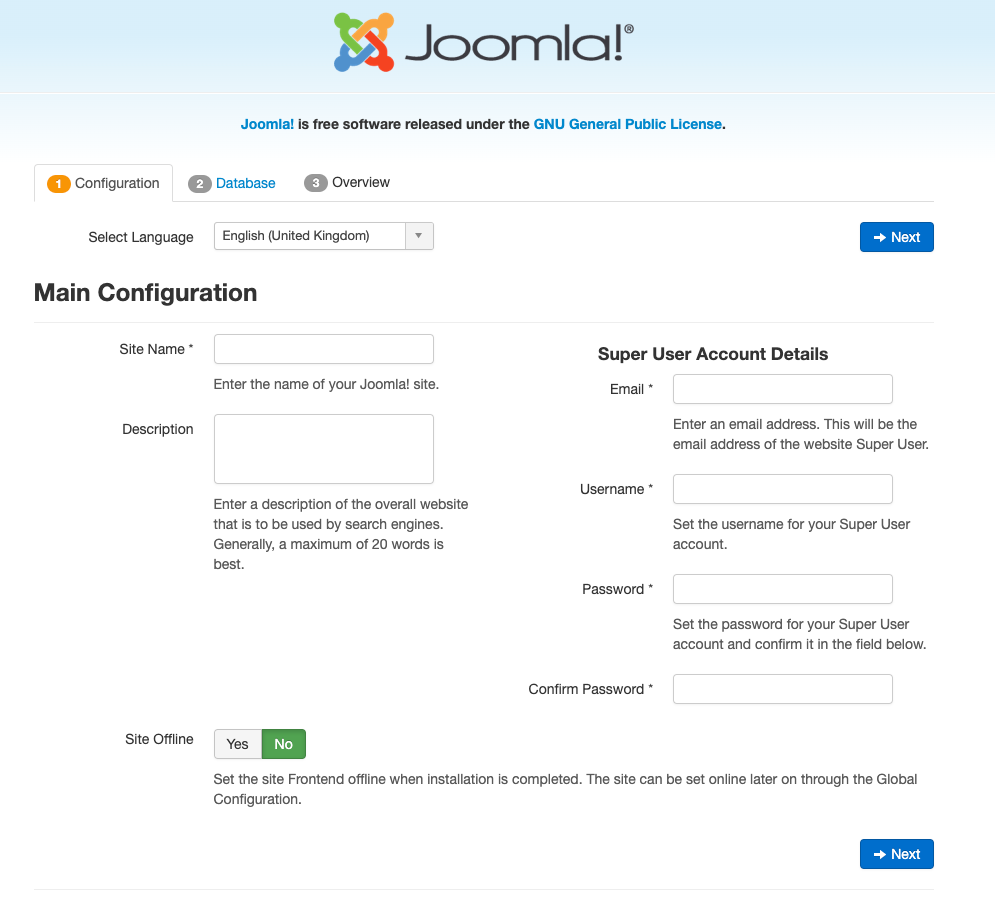 Joomla!®
Joomla! is free software released under the GNU General Public License.
1 Configuration
2 Database
3 Overview
Select Language
English (United Kingdom)
Next
Main Configuration
Site Name *
Enter the name of your Joomla! site.
Description
Enter a description of the overall website
that is to be used by search engines.
Generally, a maximum of 20 words is
best.
Super User Account Details
Email *
Enter an email address. This will be the
email address of the website Super User.
Username *
Set the username for your Super User
account.
Password *
Set the password for your Super User
account and confirm it in the field below.
Confirm Password *
Site Offline
Yes No
Set the site Frontend offline when installation is completed. The site can be set online later on through the Global
Configuration.
Next